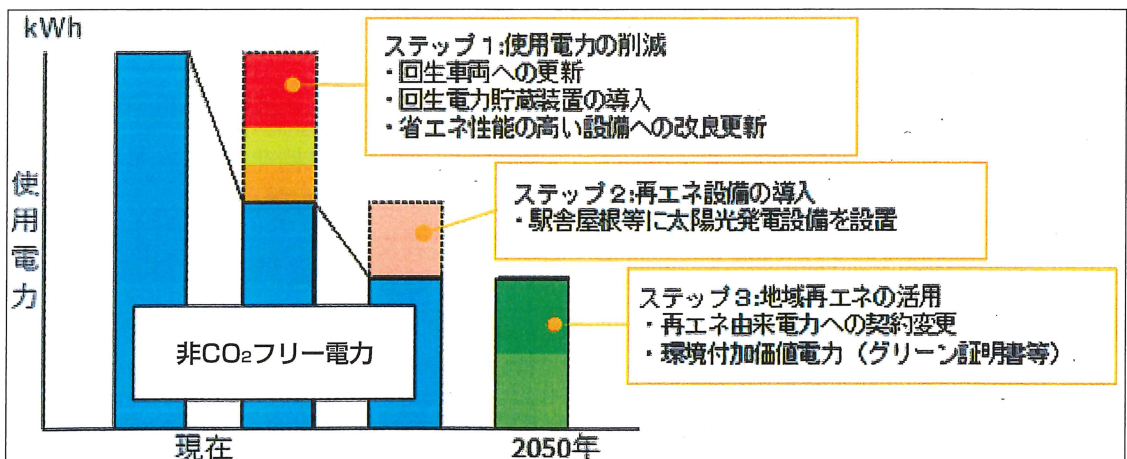 kWh
使用電力
ステップ1:使用電力の削減
・回生車両への更新
・回生電力貯蔵装置の導入
・省エネ性能の高い設備への改良更新
ステップ2:再エネ設備の導入
・駅舎屋根等に太陽光発電設備を設置
ステップ3:地域再エネの活用
・再エネ由来電力への契約変更
・環境付加価値電力（グリーン証明書等）
非CO₂フリー電力
現在
2050年